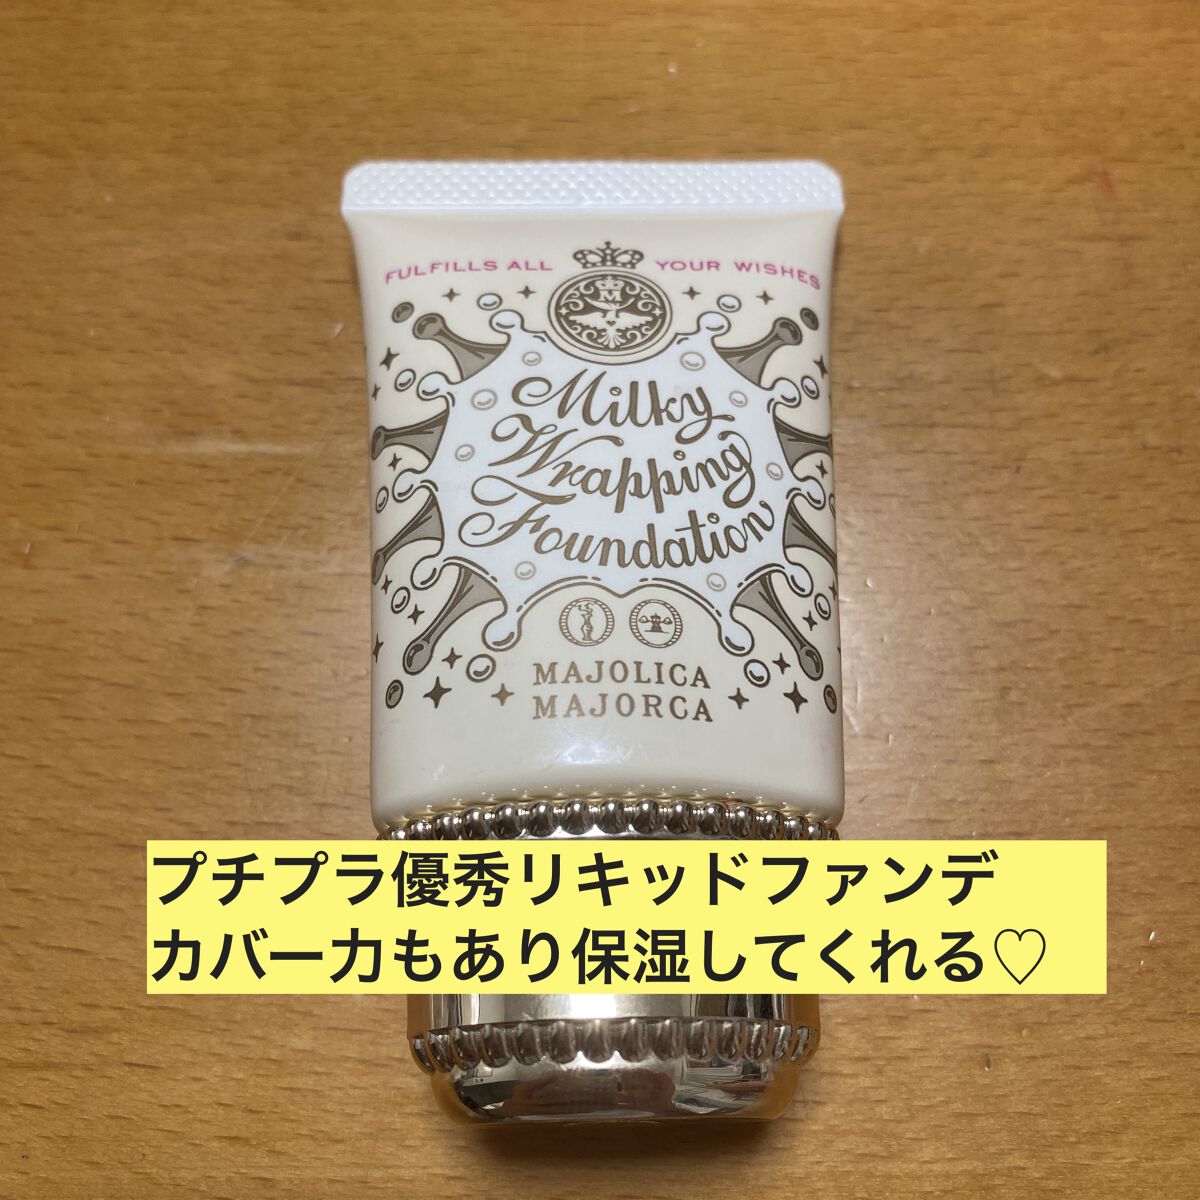 FULFILLS ALL YOUR WISHES
M
Milky
Wrapping
Foundation
MAJOLICA
MAJORCA
プチプラ優秀リキッドファンデ
カバー力もあり保湿してくれる♡